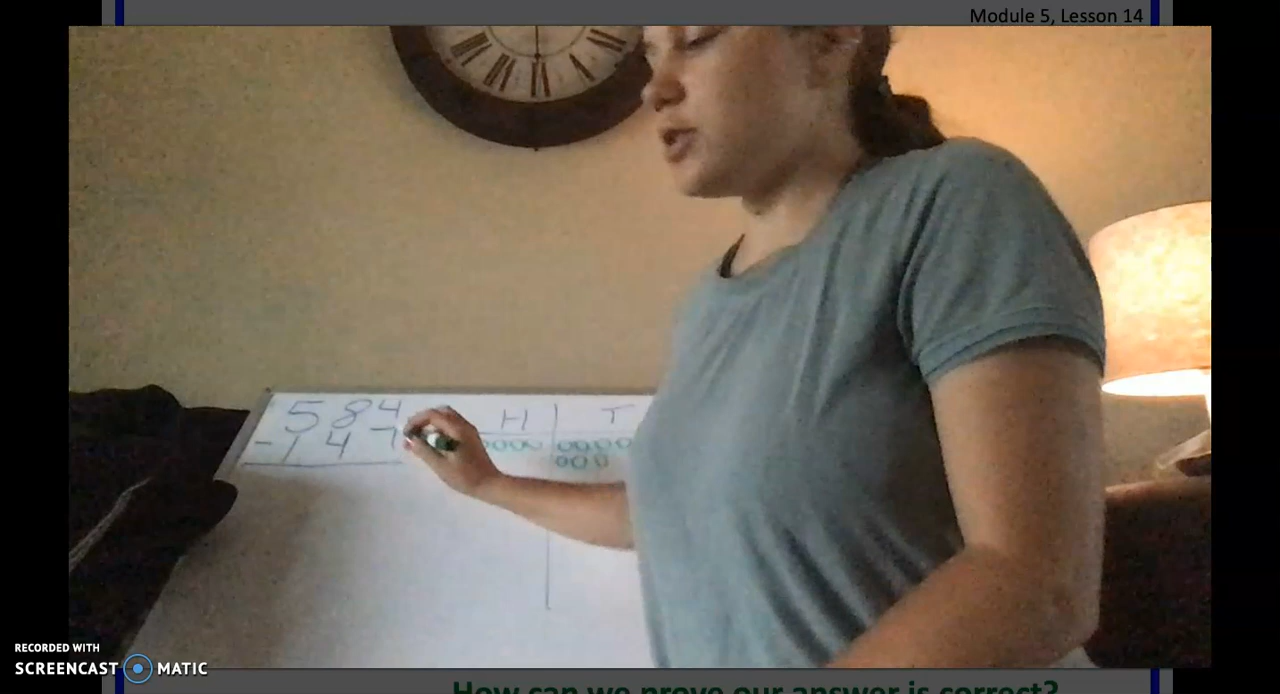 Module 5, Lesson 14
584 H T
- 147
RECORDED WITH
SCREENCAST MATIC
How can we prove our answer is correct?